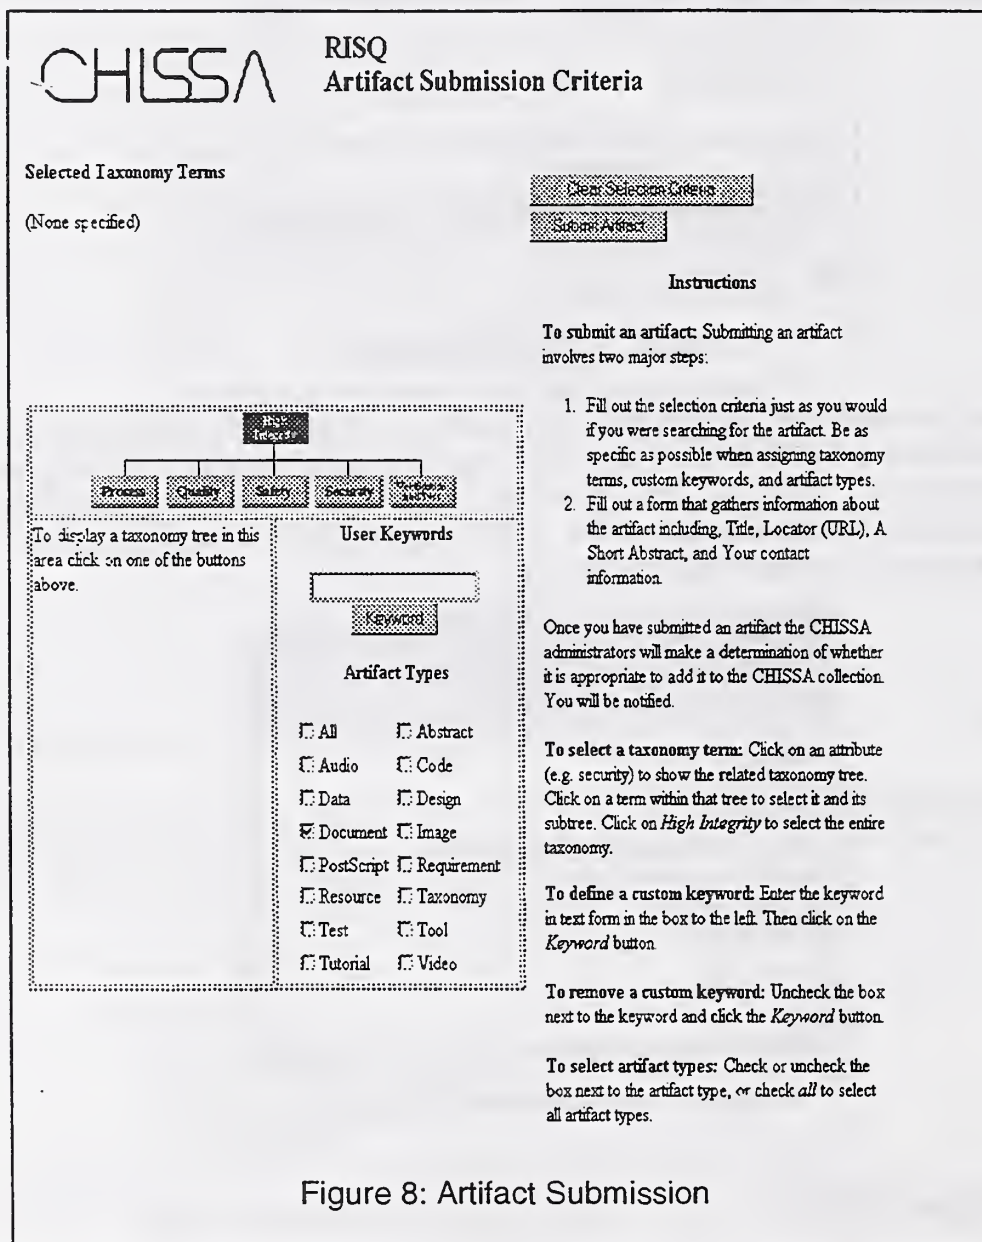 CHISSA
RISQ
Artifact Submission Criteria
Selected Taxonomy Terms
(None specified)
Clear Selection Criteria
Submit Artifact
High
Integrity
Process
Quality
Safety
Security
To display a taxonomy tree in this
area click on one of the buttons
above.
User Keywords
Keyword
Artifact Types
All
Abstract
Audio
Code
Data
Design
Document
Image
PostScript
Requirement
Resource
Taxonomy
Test
Tool
Tutorial
Video
Instructions
To submit an artifact: Submitting an artifact
involves two major steps:
1. Fill out the selection criteria just as you would
if you were searching for the artifact. Be as
specific as possible when assigning taxonomy
terms, custom keywords, and artifact types.
2. Fill out a form that gathers information about
the artifact including, Title, Locator (URL), A
Short Abstract, and Your contact
information.
Once you have submitted an artifact the CHISSA
administrators will make a determination of whether
it is appropriate to add it to the CHISSA collection.
You will be notified.
To select a taxonomy term: Click on an attribute
(e.g. security) to show the related taxonomy tree.
Click on a term within that tree to select it and its
subtree. Click on High Integrity to select the entire
taxonomy.
To define a custom keyword: Enter the keyword
in text form in the box to the left. Then click on the
Keyword button.
To remove a custom keyword: Uncheck the box
next to the keyword and click the Keyword button.
To select artifact types: Check or uncheck the
box next to the artifact type, or check all to select
all artifact types.
Figure 8: Artifact Submission